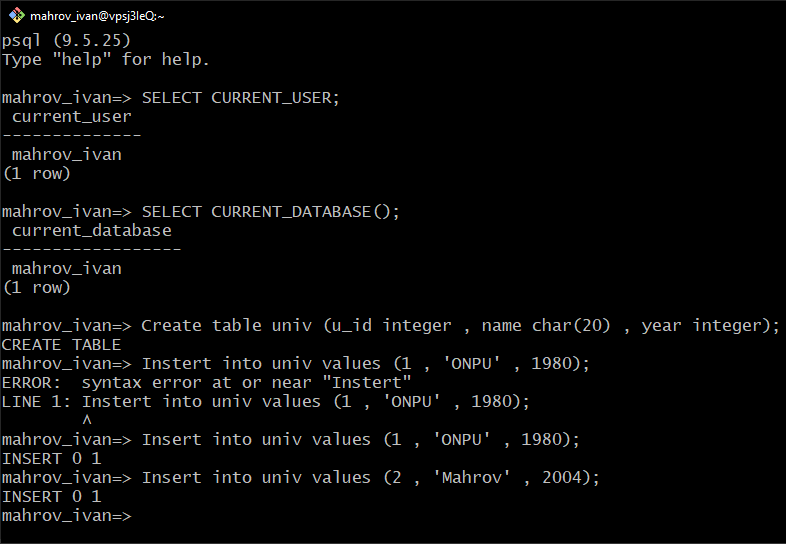 mahrov_ivan@vpsj3leQ:~
psql (9.5.25)
Type "help" for help.
mahrov_ivan=> SELECT CURRENT_USER;
current_user
--------------
mahrov_ivan
(1 row)
mahrov_ivan=> SELECT CURRENT_DATABASE();
current_database
------------------
mahrov_ivan
(1 row)
mahrov_ivan=> Create table univ (u_id integer , name char(20) , year integer);
CREATE TABLE
mahrov_ivan=> Instert into univ values (1 , 'ONPU' , 1980);
ERROR:  syntax error at or near "Instert"
LINE 1: Instert into univ values (1 , 'ONPU' , 1980);
^
mahrov_ivan=> Insert into univ values (1 , 'ONPU' , 1980);
INSERT 0 1
mahrov_ivan=> Insert into univ values (2 , 'Mahrov' , 2004);
INSERT 0 1
mahrov_ivan=>